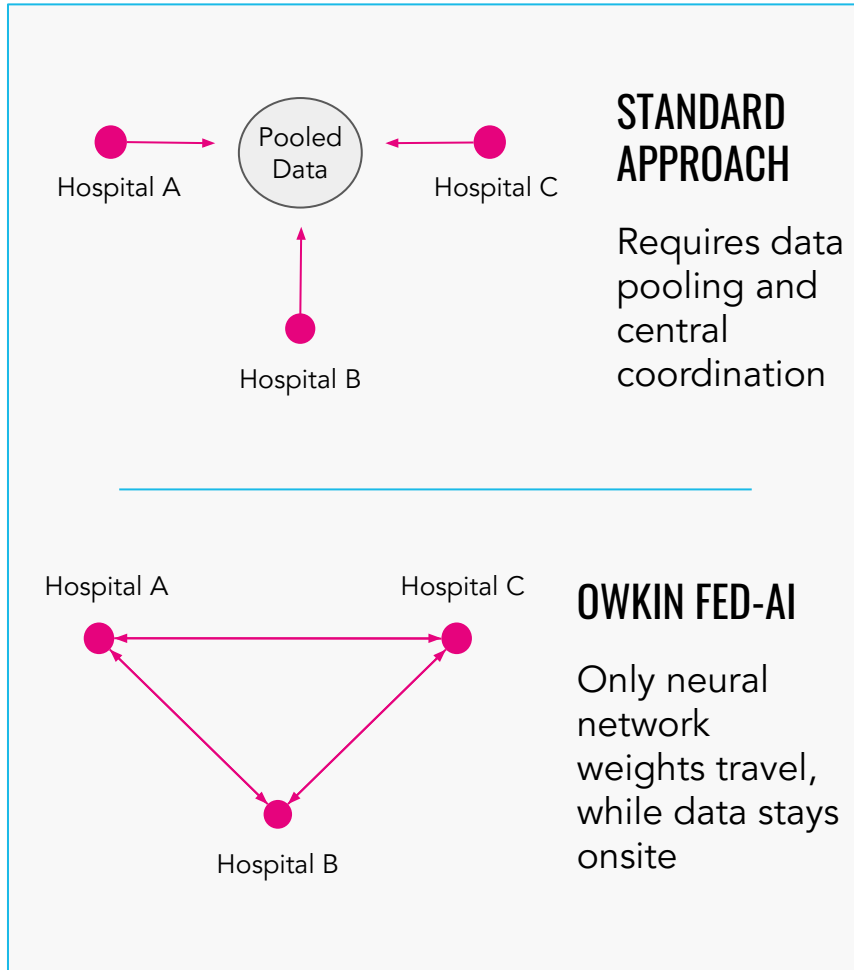 Pooled
Data
Hospital A
Hospital C
Hospital B
STANDARD
APPROACH
Requires data
pooling and
central
coordination
Hospital A
Hospital C
Hospital B
OWKIN FED-AI
Only neural
network
weights travel,
while data stays
onsite